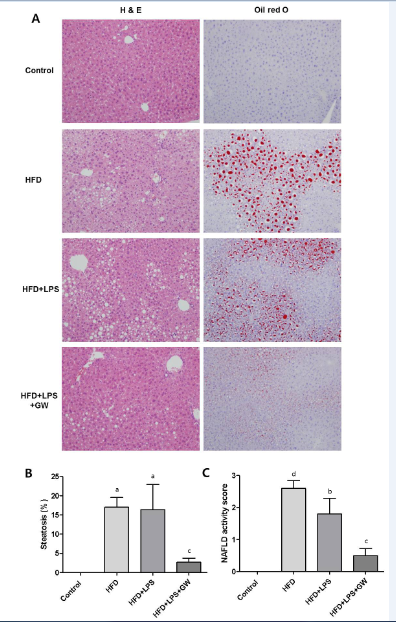 A
H & E
Oil red O
Control
HFD
HFD+LPS
HFD+LPS
+GW
B
Steatosis (%)
25
20
15
10
5
0
a
a
c
Control
HFD
HFD+LPS
HFD+LPS+GW
C
NAFLD activity score
3
2
1
0
d
b
c
Control
HFD
HFD+LPS
HFD+LPS+GW